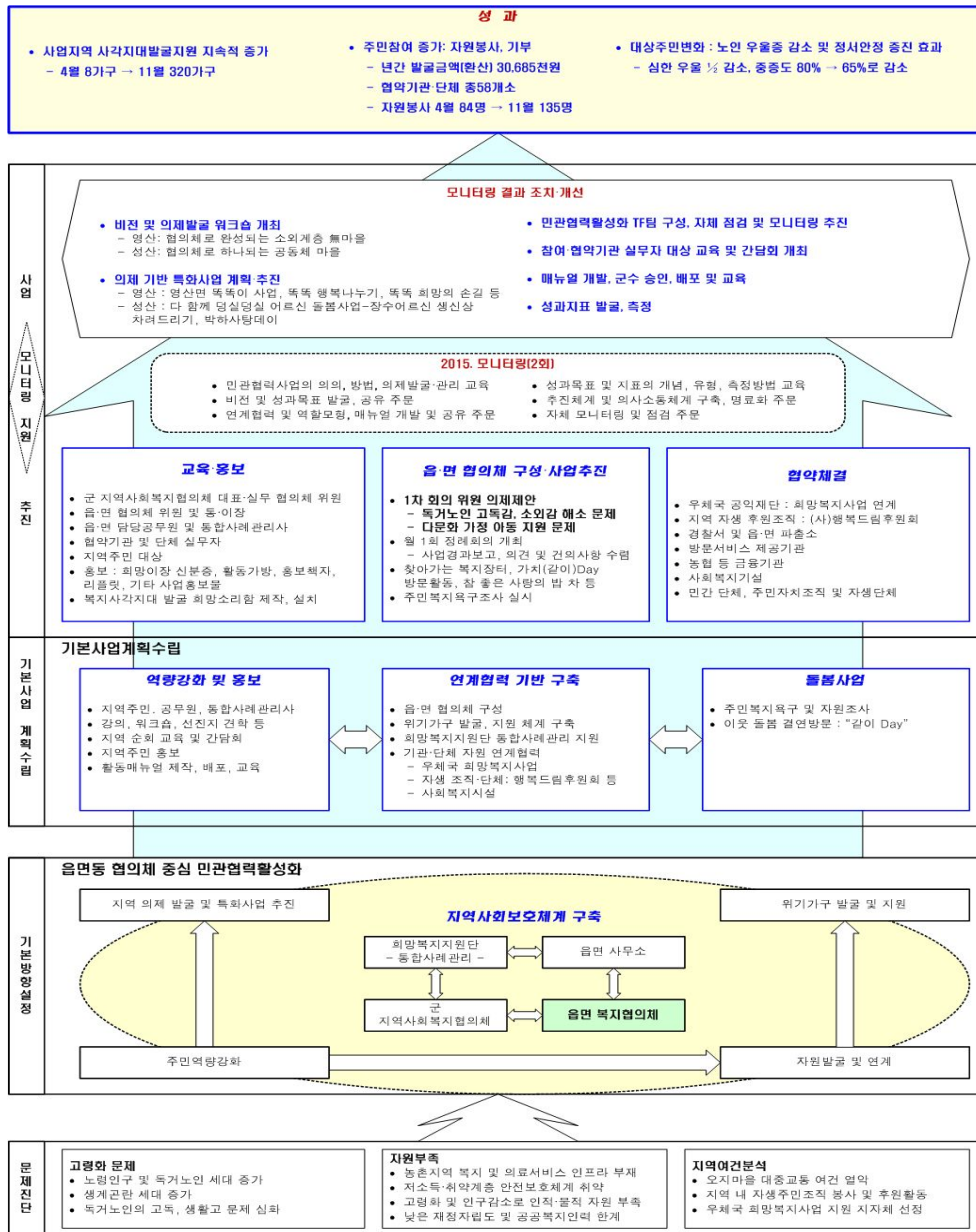 성 과
• 사업지역 사각지대발굴지원 지속적 증가
– 4월 8가구 → 11월 320가구
• 주민참여 증가: 자원봉사, 기부
– 년간 발굴금액(환산) 30,685천원
– 협약기관·단체 총58개소
– 자원봉사 4월 84명 → 11월 135명
• 대상주민변화 : 노인 우울증 감소 및 정서안정 증진 효과
– 심한 우울 ½ 감소, 중증도 80% → 65%로 감소
사업
모니터링 지원
추진
모니터링 결과 조치·개선
• 비전 및 의제발굴 워크숍 개최
– 영산: 협의체로 완성되는 소외계층 無마을
– 성산: 협의체로 하나되는 공동체 마을
• 의제 기반 특화사업 계획·추진
– 영산 : 영산면 똑똑이 사업, 똑똑 행복나누기, 똑똑 희망의 손길 등
– 성산 : 다 함께 덩실덩실 어르신 돌봄사업–장수어르신 생신상
차려드리기, 박하사탕데이
• 민관협력활성화 TF팀 구성, 자체 점검 및 모니터링 추진
• 참여·협약기관 실무자 대상 교육 및 간담회 개최
• 매뉴얼 개발, 군수 승인, 배포 및 교육
• 성과지표 발굴, 측정
2015. 모니터링(2회)
• 민관협력사업의 의의, 방법, 의제발굴·관리 교육
• 비전 및 성과목표 발굴, 공유 주문
• 연계협력 및 역할모형, 매뉴얼 개발 및 공유 주문
• 성과목표 및 지표의 개념, 유형, 측정방법 교육
• 추진체계 및 의사소통체계 구축, 명료화 주문
• 자체 모니터링 및 점검 주문
교육·홍보
• 군 지역사회복지협의체 대표·실무 협의체 위원
• 읍·면 협의체 위원 및 동·이장
• 읍·면 담당공무원 및 통합사례관리사
• 협약기관 및 단체 실무자
• 지역주민 대상
• 홍보 : 희망이장 신분증, 활동가방, 홍보책자,
리플릿, 기타 사업홍보물
• 복지사각지대 발굴 희망소리함 제작, 설치
읍·면 협의체 구성·사업추진
• 1차 회의 위원 의제제안
– 독거노인 고독감, 소외감 해소 문제
– 다문화 가정 아동 지원 문제
• 월 1회 정례회의 개최
– 사업경과보고, 의견 및 건의사항 수렴
• 찾아가는 복지장터, 가치(같이)Day
방문활동, 참 좋은 사랑의 밥 차 등
• 주민복지욕구조사 실시
협약체결
• 우체국 공익재단 : 희망복지사업 연계
• 지역 자생 후원조직 : (사)행복드림후원회
• 경찰서 및 읍·면 파출소
• 방문서비스 제공기관
• 농협 등 금융기관
• 사회복지기설
• 민간 단체, 주민자치조직 및 자생단체
기본사업 계획수립
기본사업계획수립
역량강화 및 홍보
• 지역주민. 공무원, 통합사례관리사
• 강의, 워크숍, 선진지 견학 등
• 지역 순회 교육 및 간담회
• 지역주민 홍보
• 활동매뉴얼 제작, 배포, 교육
연계협력 기반 구축
• 읍·면 협의체 구성
• 위기가구 발굴, 지원 체계 구축
• 희망복지지원단 통합사례관리 지원
• 기관·단체 자원 연계협력
– 우체국 희망복지사업
– 자생 조직·단체: 행복드림후원회 등
– 사회복지시설
돌봄사업
• 주민복지욕구 및 자원조사
• 이웃 돌봄 결연방문 : "같이 Day"
기본방향설정
읍면동 협의체 중심 민관협력활성화
지역 의제 발굴 및 특화사업 추진
위기가구 발굴 및 지원
지역사회보호체계 구축
희망복지지원단
– 통합사례관리 –
읍면 사무소
군
지역사회복지협의체
읍면 복지협의체
주민역량강화
자원발굴 및 연계
문제진단
고령화 문제
• 노령인구 및 독거노인 세대 증가
• 생계곤란 세대 증가
• 독거노인의 고독, 생활고 문제 심화
자원부족
• 농촌지역 복지 및 의료서비스 인프라 부재
• 저소득·취약계층 안전보호체계 취약
• 고령화 및 인구감소로 인적·물적 자원 부족
• 낮은 재정자립도 및 공공복지인력 한계
지역여건분석
• 오지마을 대중교통 여건 열악
• 지역 내 자생주민조직 봉사 및 후원활동
• 우체국 희망복지사업 지원 지자체 선정